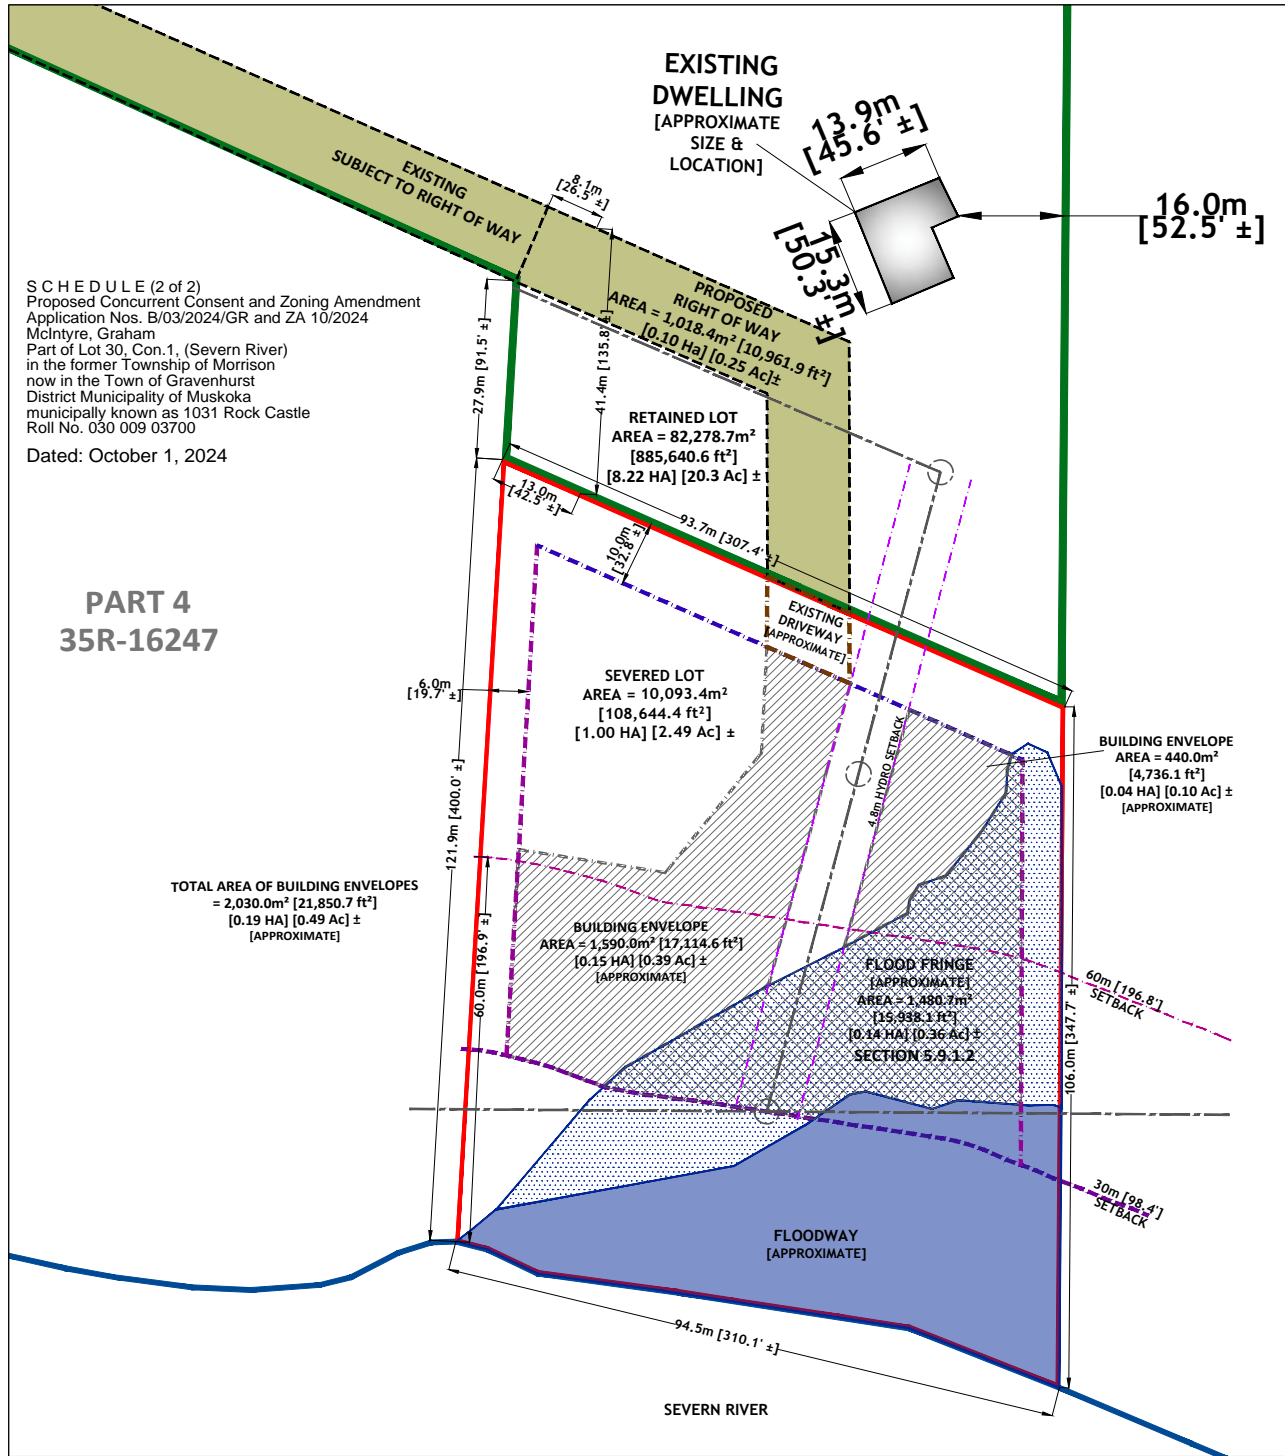 EXISTING
DWELLING
[APPROXIMATE
SIZE &
LOCATION]
13.9m
[45.6' ±]
15.3m
[50.3' ±]
16.0m
[52.5' ±]
EXISTING
SUBJECT TO RIGHT OF WAY
8.1m
[26.5' ±]
S C H E D U L E (2 of 2)
Proposed Concurrent Consent and Zoning Amendment
Application Nos. B/03/2024/GR and ZA 10/2024
McIntyre, Graham
Part of Lot 30, Con.1, (Severn River)
in the former Township of Morrison
now in the Town of Gravenhurst
District Municipality of Muskoka
municipally known as 1031 Rock Castle
Roll No. 030 009 03700
Dated: October 1, 2024
PROPOSED
RIGHT OF WAY
AREA = 1,018.4m² [10,961.9 ft²]
[0.10 Ha] [0.25 Ac]±
27.9m [91.5' ±]
41.4m [135.8' ±]
RETAINED LOT
AREA = 82,278.7m²
[885,640.6 ft²]
[8.22 HA] [20.3 Ac] ±
13.0m
[42.5' ±]
93.7m [307.4' ±]
10.0m
[32.8' ±]
PART 4
35R-16247
EXISTING
DRIVEWAY
[APPROXIMATE]
6.0m
[19.7' ±]
SEVERED LOT
AREA = 10,093.4m²
[108,644.4 ft²]
[1.00 HA] [2.49 Ac] ±
4.8m HYDRO SETBACK
BUILDING ENVELOPE
AREA = 440.0m²
[4,736.1 ft²]
[0.04 HA] [0.10 Ac] ±
[APPROXIMATE]
121.9m [400.0' ±]
TOTAL AREA OF BUILDING ENVELOPES
= 2,030.0m² [21,850.7 ft²]
[0.19 HA] [0.49 Ac] ±
[APPROXIMATE]
60.0m [196.9' ±]
BUILDING ENVELOPE
AREA = 1,590.0m² [17,114.6 ft²]
[0.15 HA] [0.39 Ac] ±
[APPROXIMATE]
FLOOD FRINGE
[APPROXIMATE]
AREA = 1,480.7m²
[15,938.1 ft²]
[0.14 HA] [0.36 Ac] ±
SECTION 5.9.1.2
60m [196.8']
SETBACK
106.0m [347.7' ±]
30m [98.4']
SETBACK
FLOODWAY
[APPROXIMATE]
94.5m [310.1' ±]
SEVERN RIVER